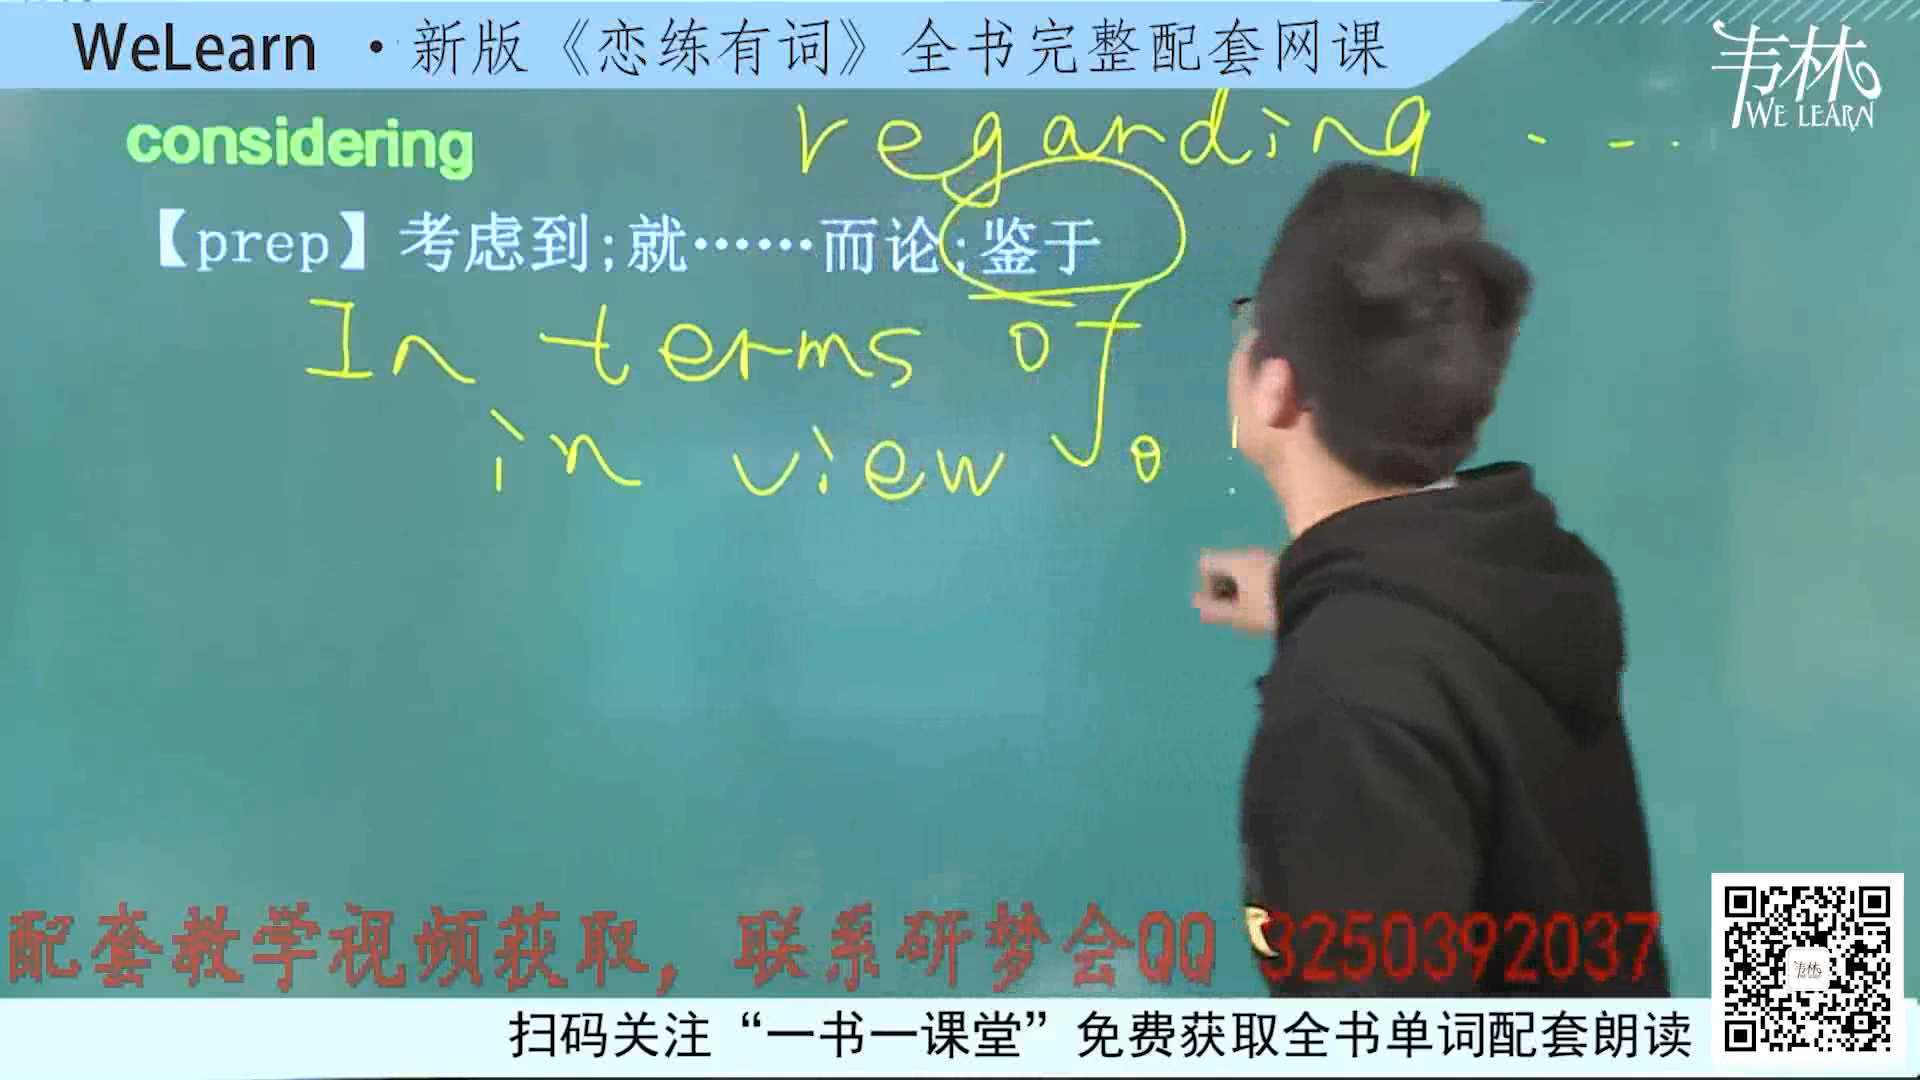 WeLearn ·新版《恋练有词》全书完整配套网课
韦林
WE LEARN
considering
regarding · – ·
【prep】考虑到;就……而论;鉴于
In terms of
in view o
配套教学视频获取，联系研梦会QQ 3250392037
扫码关注“一书一课堂”免费获取全书单词配套朗读
韦林